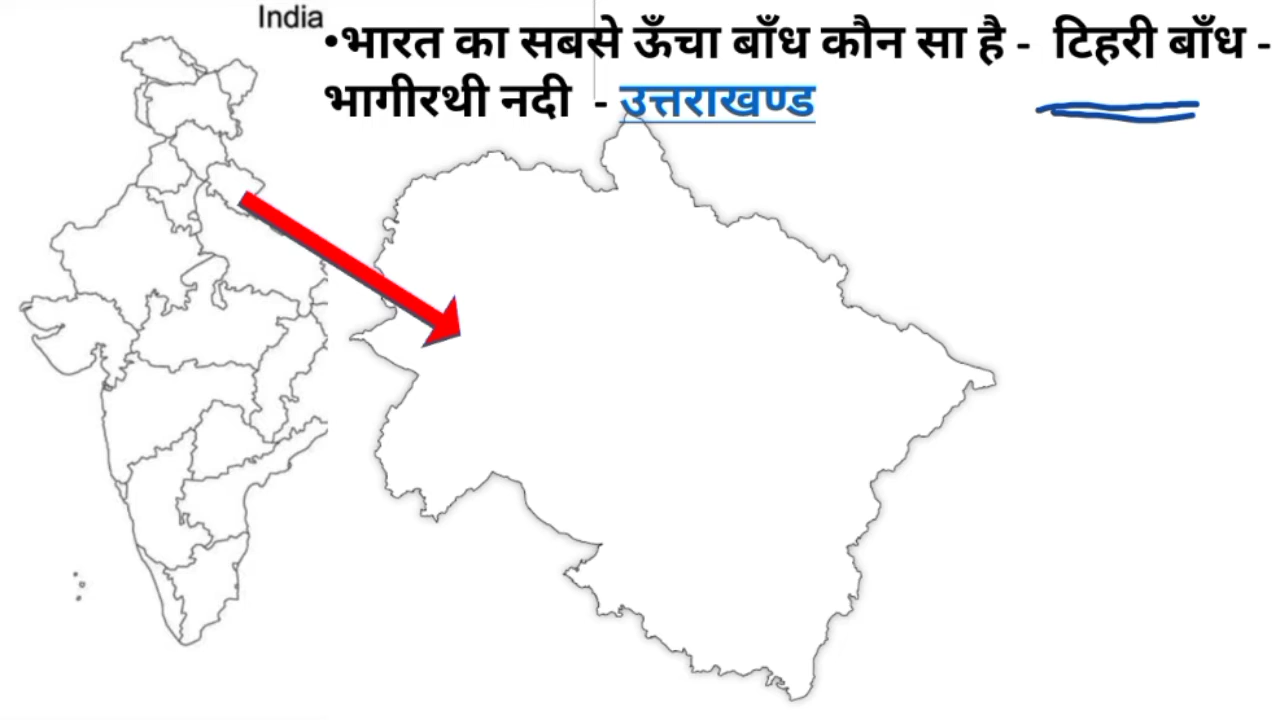 India
•भारत का सबसे ऊँचा बाँध कौन सा है - टिहरी बाँध -
भागीरथी नदी - उत्तराखण्ड